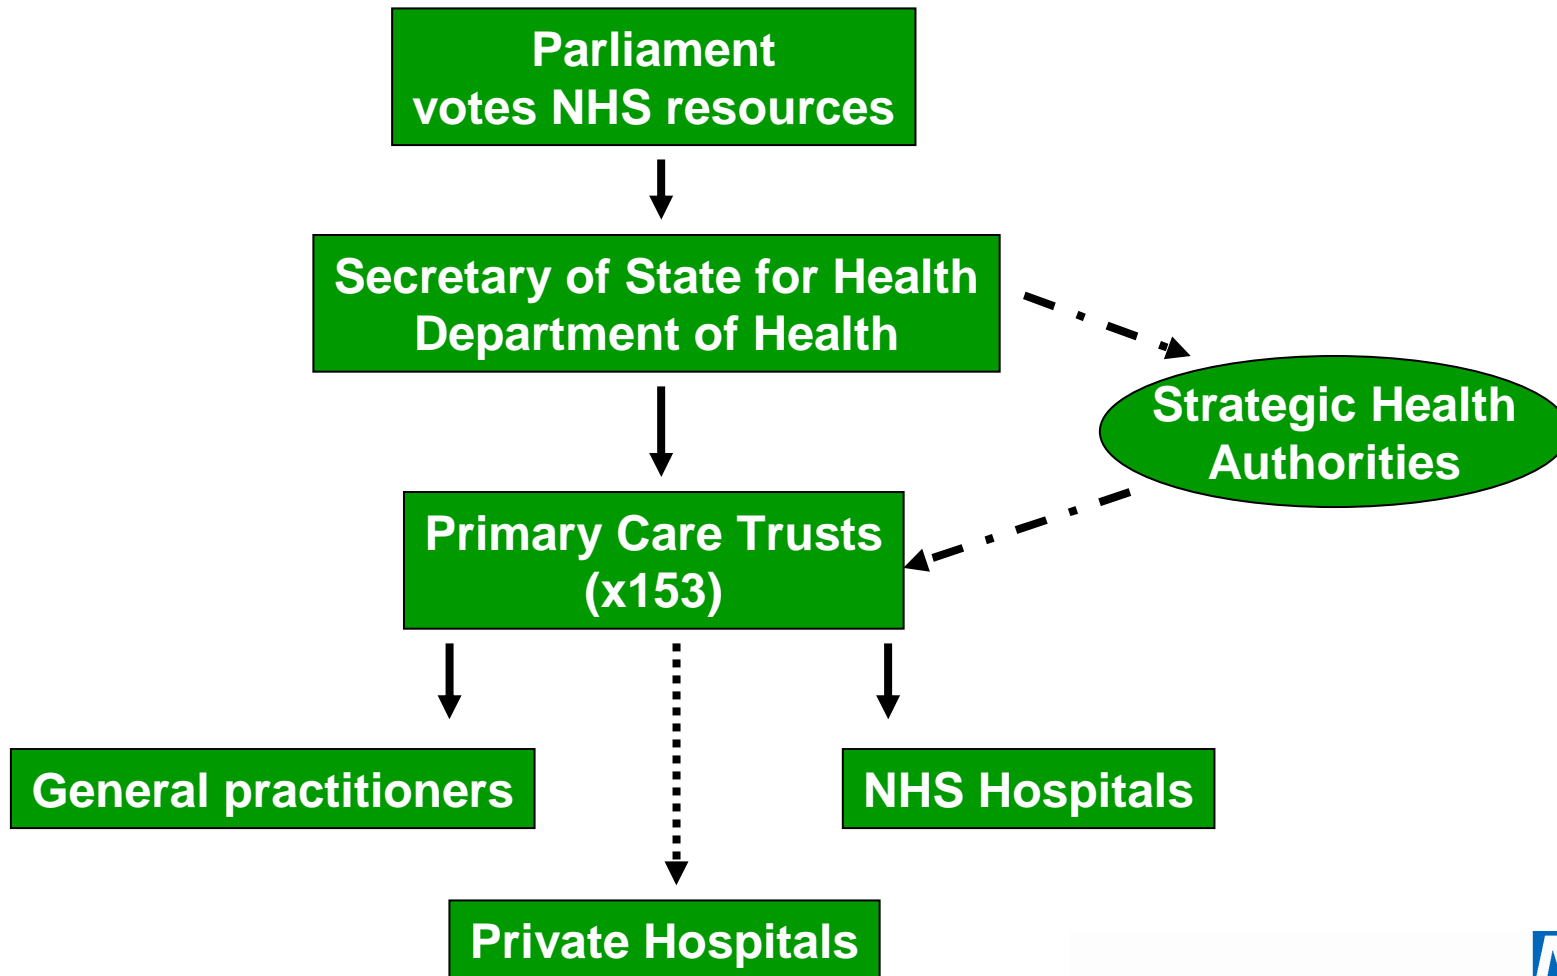 Parliament
votes NHS resources
Secretary of State for Health
Department of Health
Strategic Health
Authorities
Primary Care Trusts
(x153)
General practitioners
NHS Hospitals
Private Hospitals